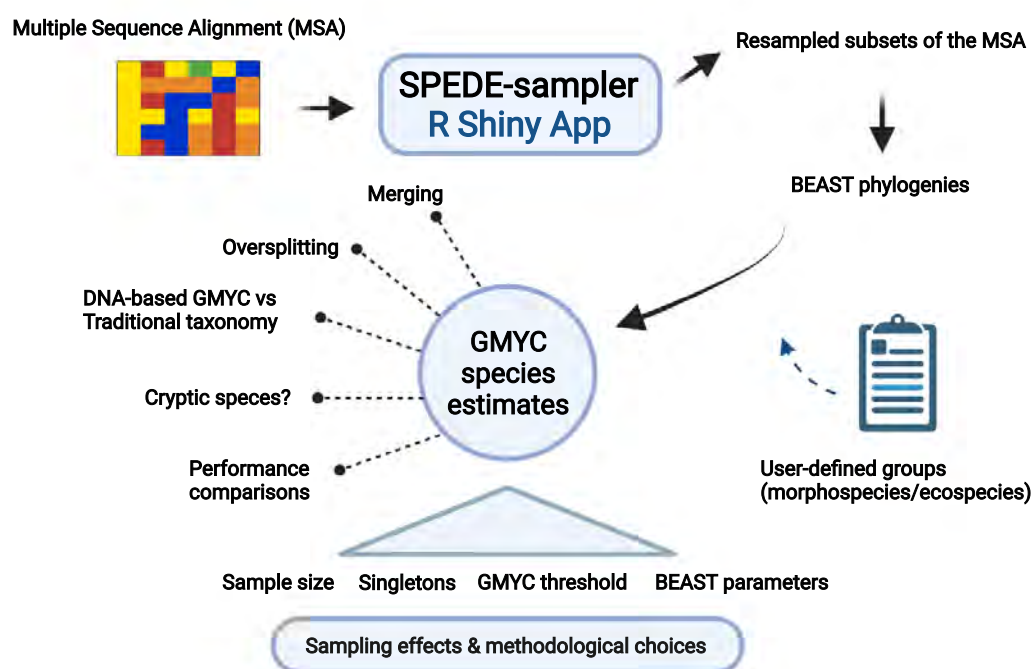 Multiple Sequence Alignment (MSA)
SPEDE-sampler
R Shiny App
Resampled subsets of the MSA
BEAST phylogenies
Merging
Oversplitting
DNA-based GMYC vs
Traditional taxonomy
Cryptic speces?
Performance
comparisons
GMYC
species
estimates
User-defined groups
(morphospecies/ecospecies)
Sample size
Singletons
GMYC threshold
BEAST parameters
Sampling effects & methodological choices